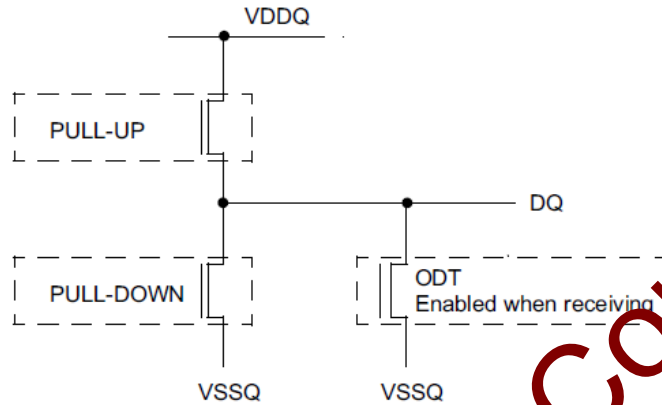 VDDQ
PULL-UP
DQ
PULL-DOWN
ODT
Enabled when receiving
VSSQ
VSSQ